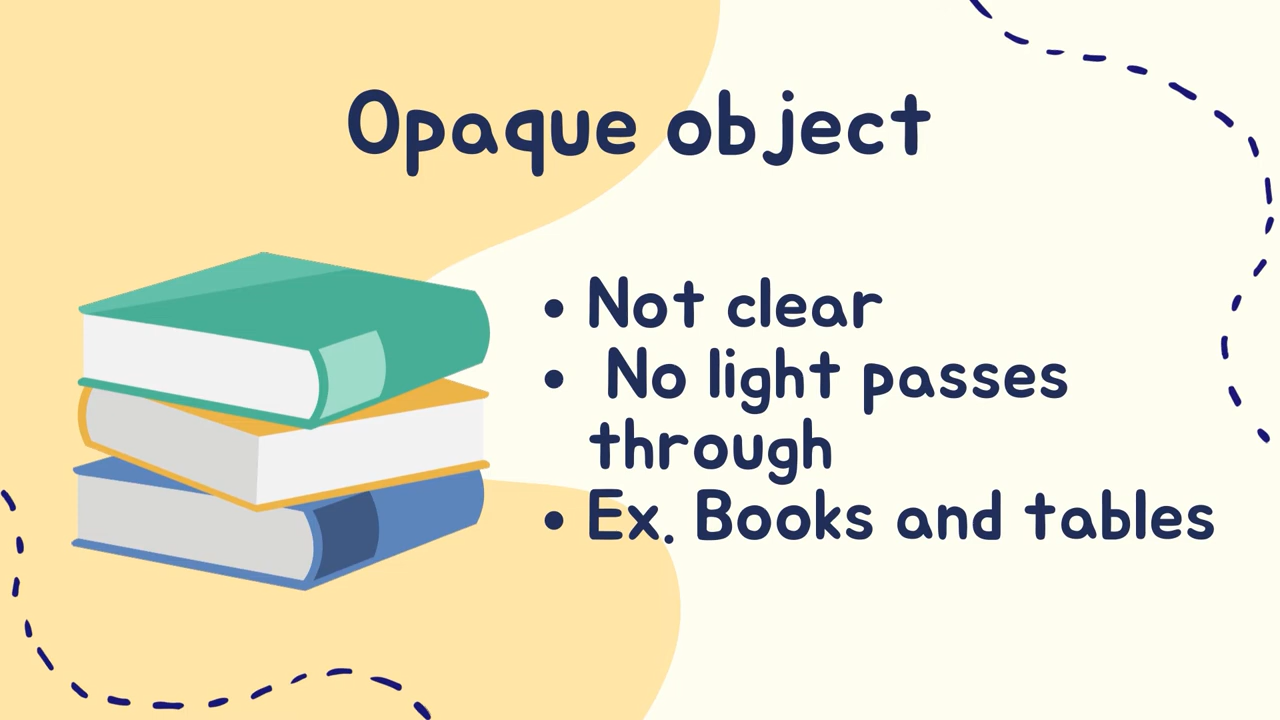 Opaque object
• Not clear
• No light passes
through
• Ex. Books and tables